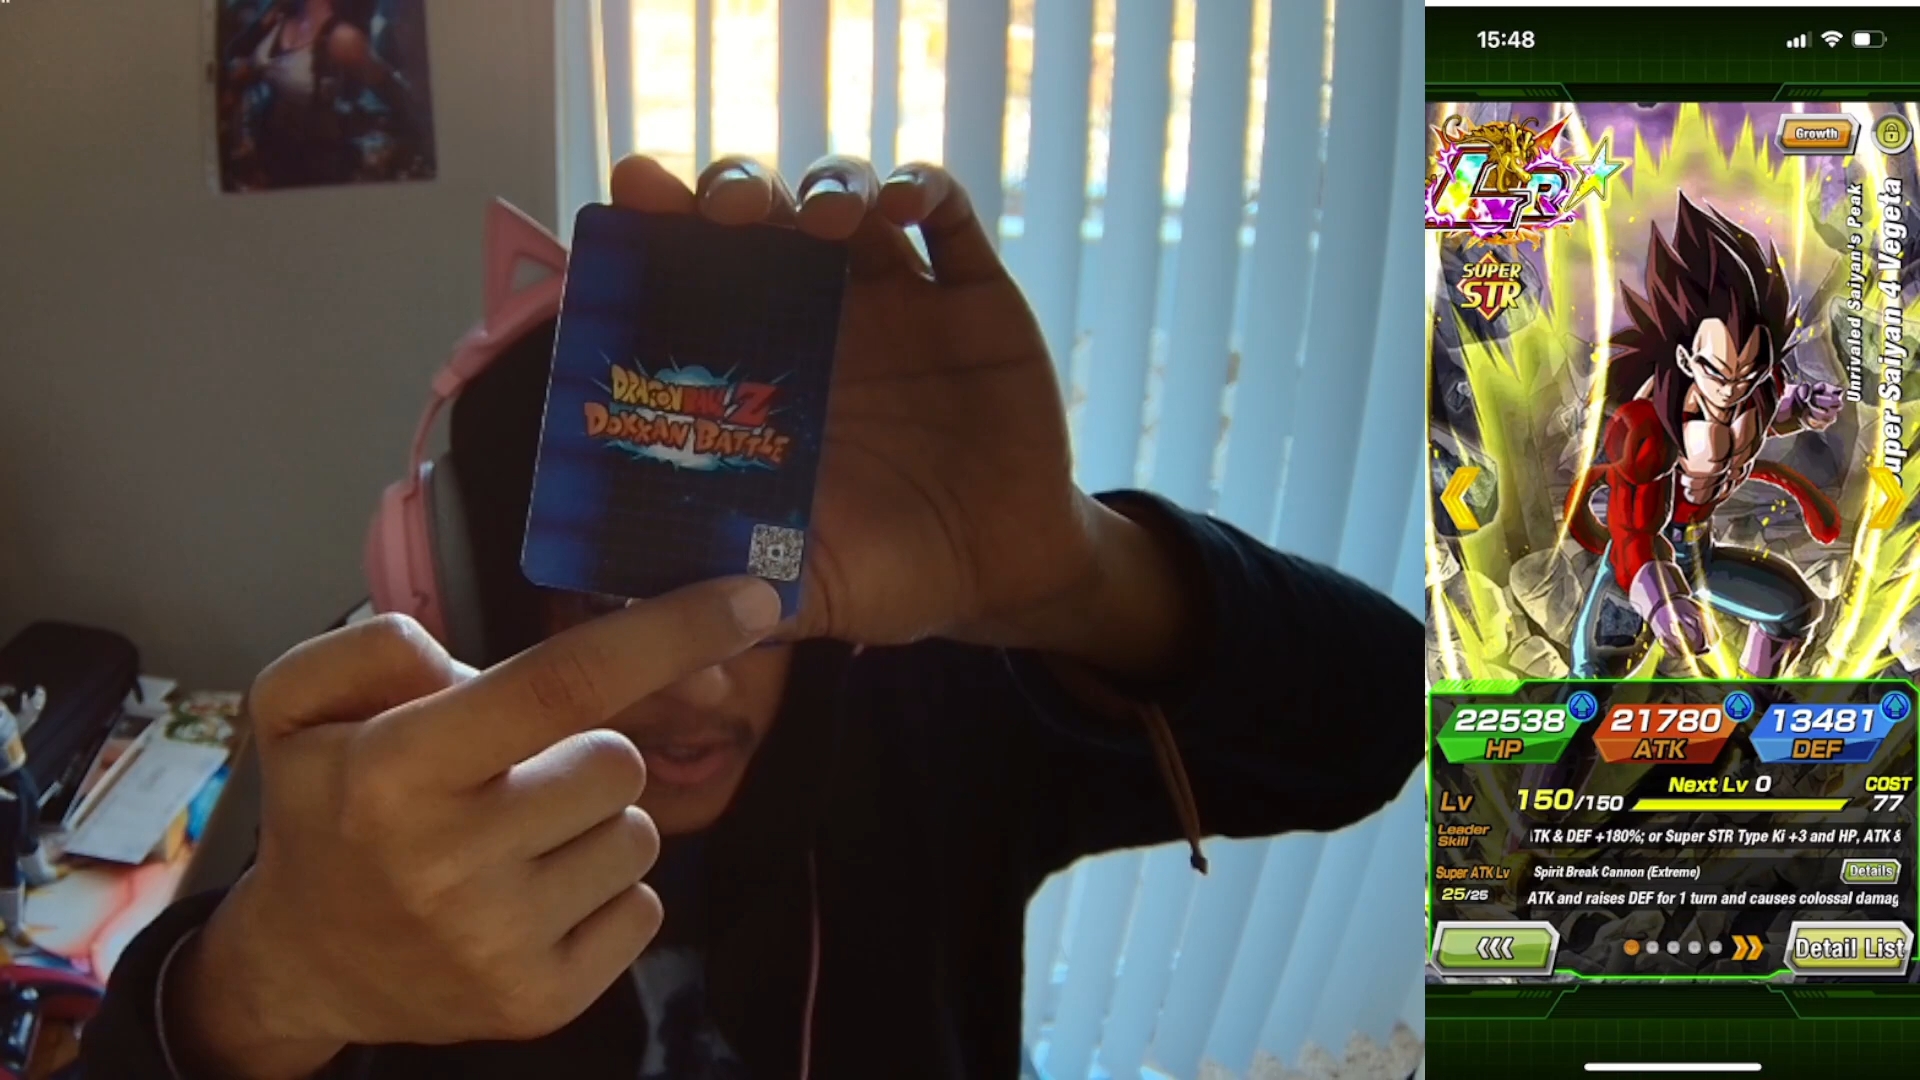 DRAGON BALL Z
DOKKAN BATTLE
15:48
Growth
LR
SUPER
STR
Unrivaled Saiyan's Peak
Super Saiyan 4 Vegeta
22538
HP
21780
ATK
13481
DEF
Next Lv 0
COST
77
Lv 150/150
Leader
Skill
ATK & DEF +180%; or Super STR Type Ki +3 and HP, ATK &
Super ATK Lv
25/25
Spirit Break Cannon (Extreme)
Details
ATK and raises DEF for 1 turn and causes colossal damag
Detail List